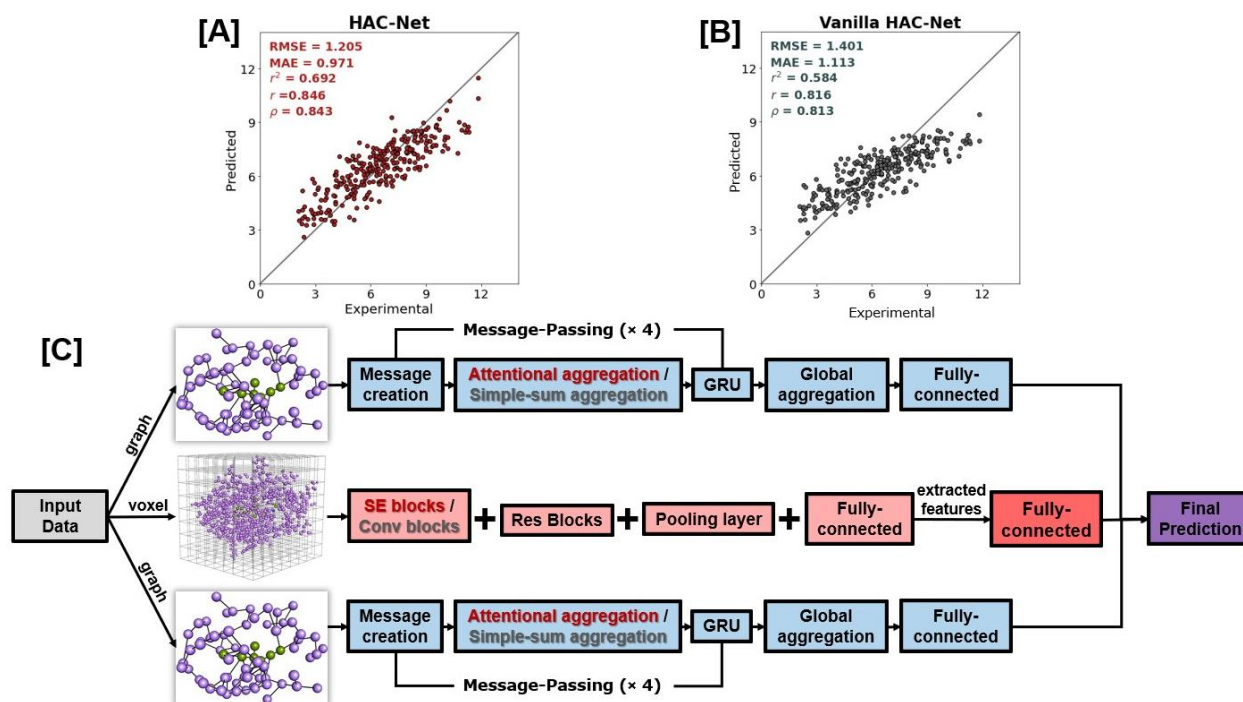 [A]
HAC-Net
RMSE = 1.205
MAE = 0.971
r² = 0.692
r =0.846
ρ = 0.843
Predicted
12
9
6
3
0
0 3 6 9 12
Experimental
[B]
Vanilla HAC-Net
RMSE = 1.401
MAE = 1.113
r² = 0.584
r = 0.816
ρ = 0.813
Predicted
12
9
6
3
0
0 3 6 9 12
Experimental
[C]
Message-Passing (× 4)
graph
Message
creation
Attentional aggregation /
Simple-sum aggregation
GRU
Global
aggregation
Fully-
connected
Input
Data
voxel
SE blocks /
Conv blocks
+
Res Blocks
+
Pooling layer
+
Fully-
connected
extracted
features
Fully-
connected
Final
Prediction
graph
Message
creation
Attentional aggregation /
Simple-sum aggregation
GRU
Global
aggregation
Fully-
connected
Message-Passing (× 4)